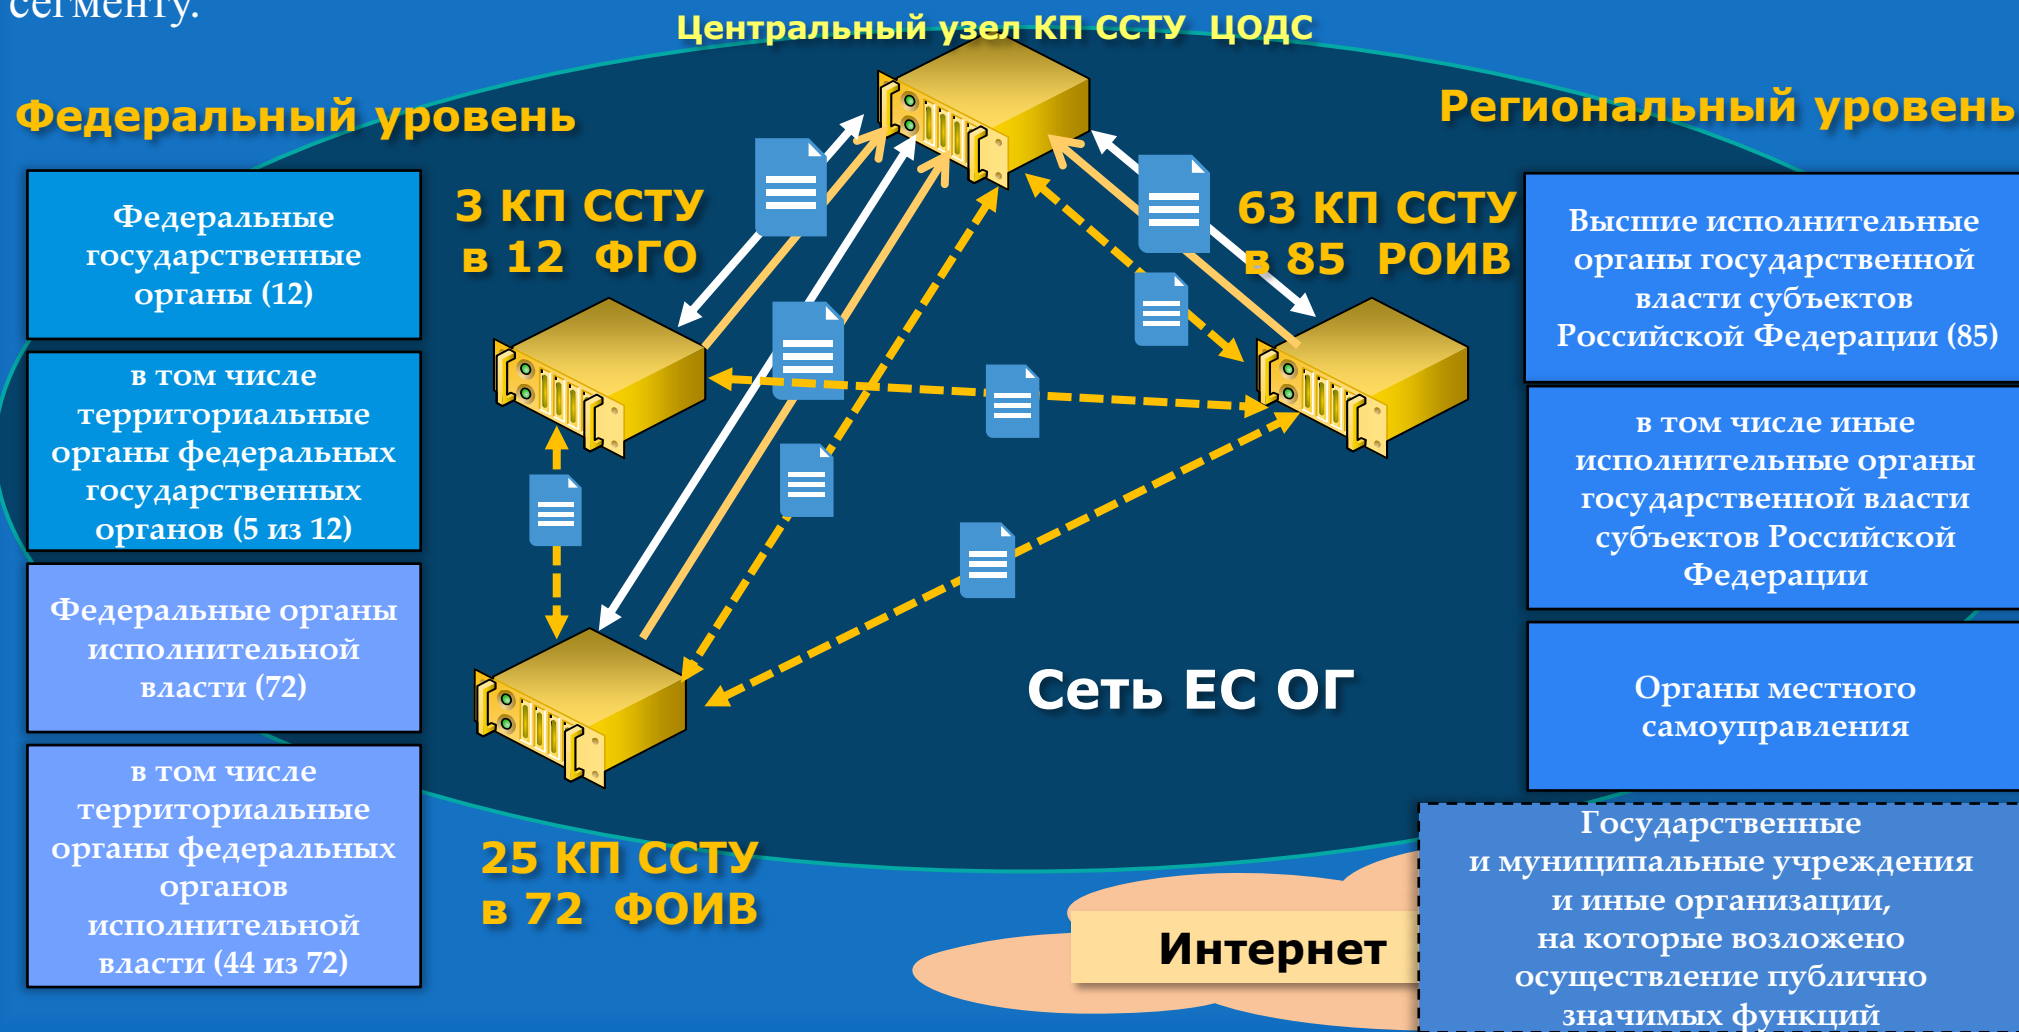 сегменту.
Центральный узел КП ССТУ ЦОДС
Федеральный уровень
Региональный уровень
Федеральные
государственные
органы (12)
в том числе
территориальные
органы федеральных
государственных
органов (5 из 12)
Федеральные органы
исполнительной
власти (72)
в том числе
территориальные
органы федеральных
органов
исполнительной
власти (44 из 72)
3 КП ССТУ
в 12 ФГО
63 КП ССТУ
в 85 РОИВ
25 КП ССТУ
в 72 ФОИВ
Сеть ЕС ОГ
Интернет
Высшие исполнительные
органы государственной
власти субъектов
Российской Федерации (85)
в том числе иные
исполнительные органы
государственной власти
субъектов Российской
Федерации
Органы местного
самоуправления
Государственные
и муниципальные учреждения
и иные организации,
на которые возложено
осуществление публично
значимых функций